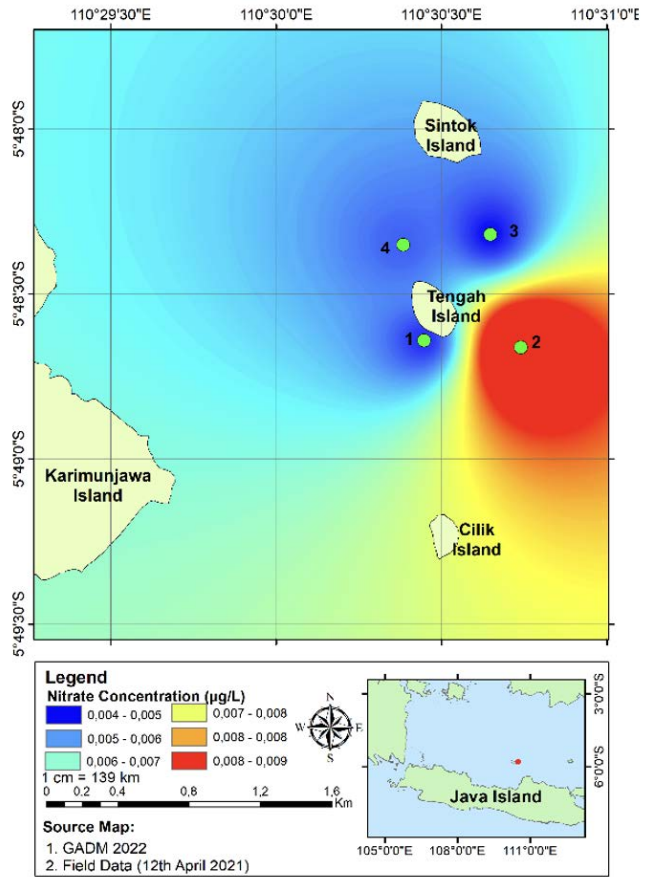 110°29'30"E 110°30'0"E 110°30'30"E 110°31'0"E
5°48'0"S
5°48'30"S
5°49'0"S
5°49'30"S
Sintok
Island
3
4
Tengah
Island
1
2
Karimunjawa
Island
Cilik
Island
Legend
Nitrate Concentration (µg/L)
0,004 - 0,005 0,007 - 0,008
0,005 - 0,006 0,008 - 0,008
0,006 - 0,007 0,008 - 0,009
1 cm = 139 km
0 0,2 0,4 0,8 1,2 1,6
Km
Source Map:
1. GADM 2022
2. Field Data (12th April 2021)
N
W E
S
3°0'0"S
6°0'0"S
Java Island
105°0'0"E 108°0'0"E 111°0'0"E